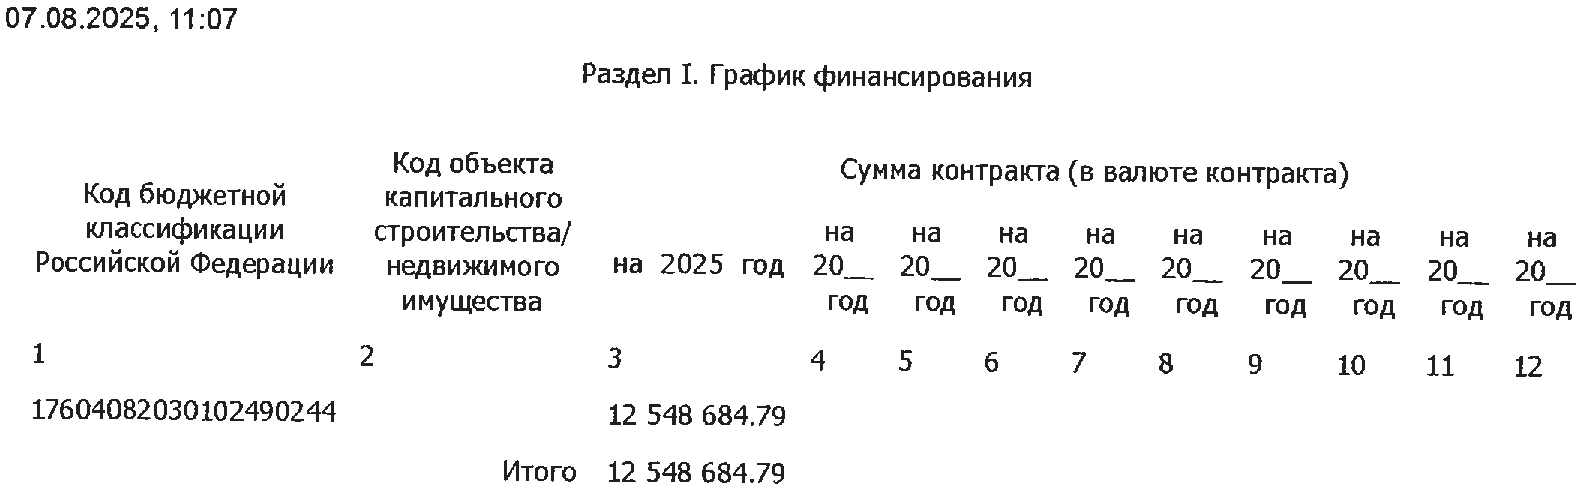 07.08.2025, 11:07
Раздел I. График финансирования
Код бюджетной
классификации
Российской Федерации
Код объекта
капитального
строительства/
недвижимого
имущества
Сумма контракта (в валюте контракта)
на 2025 год
на
20__
год
на
20__
год
на
20__
год
на
20__
год
на
20__
год
на
20__
год
на
20__
год
на
20__
год
на
20__
год
1 2 3 4 5 6 7 8 9 10 11 12
17604082030102490244 12 548 684.79
Итого 12 548 684.79